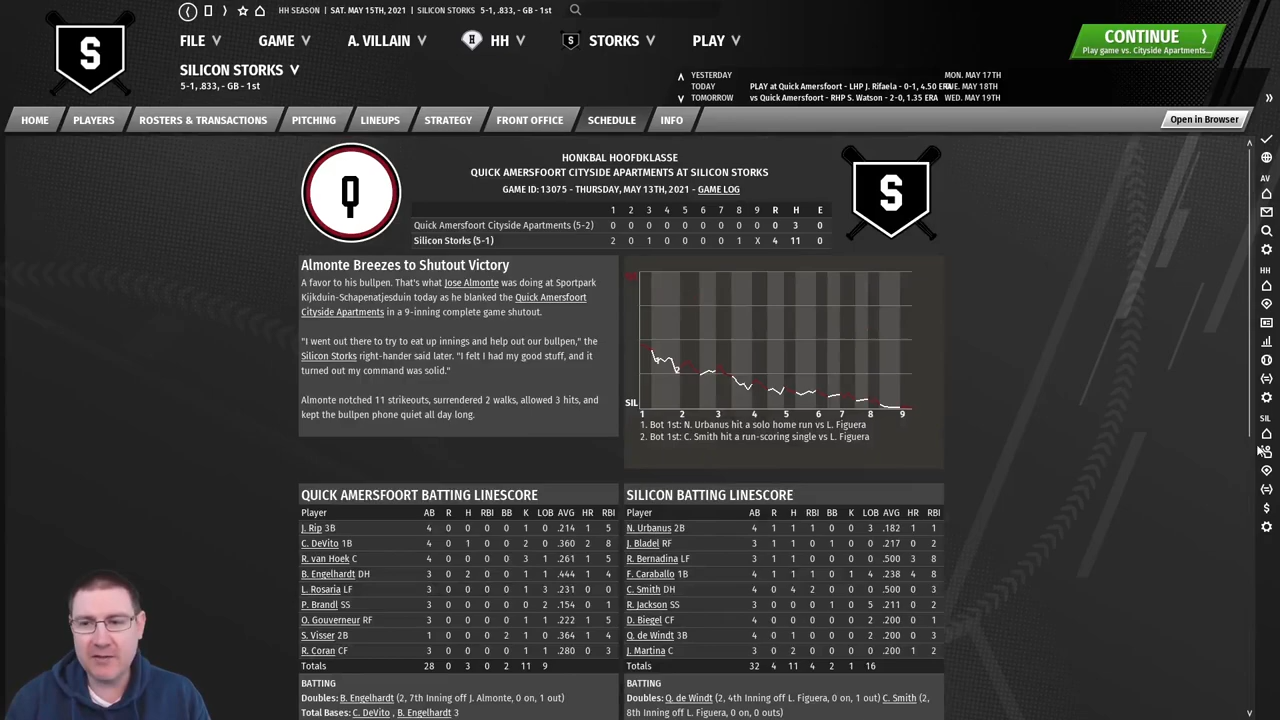 HH SEASON | SAT. MAY 15TH, 2021 | SILICON STORKS 5-1, .833, - GB - 1st
FILE GAME A. VILLAIN HH STORKS PLAY
CONTINUE
Play game vs. Cityside Apartments...
SILICON STORKS
5-1, .833, - GB - 1st
YESTERDAY MON. MAY 17TH
TODAY PLAY at Quick Amersfoort - LHP J. Rifaela - 0-1, 4.50 ERA
TOMORROW vs Quick Amersfoort - RHP S. Watson - 2-0, 1.35 ERA WED. MAY 19TH
HOME PLAYERS ROSTERS & TRANSACTIONS PITCHING LINEUPS STRATEGY FRONT OFFICE SCHEDULE INFO Open in Browser
HONKBAL HOOFDKLASSE
QUICK AMERSFOORT CITYSIDE APARTMENTS AT SILICON STORKS
GAME ID: 13075 - THURSDAY, MAY 13TH, 2021 - GAME LOG
1 2 3 4 5 6 7 8 9 R H E
Quick Amersfoort Cityside Apartments (5-2) 0 0 0 0 0 0 0 0 0 0 3 0
Silicon Storks (5-1) 2 0 1 0 0 0 0 1 X 4 11 0
Almonte Breezes to Shutout Victory
A favor to his bullpen. That's what Jose Almonte was doing at Sportpark
Kijkduin-Schapenatjesduin today as he blanked the Quick Amersfoort
Cityside Apartments in a 9-inning complete game shutout.
"I went out there to try to eat up innings and help out our bullpen," the
Silicon Storks right-hander said later. "I felt I had my good stuff, and it
turned out my command was solid."
Almonte notched 11 strikeouts, surrendered 2 walks, allowed 3 hits, and
kept the bullpen phone quiet all day long.
SIL
1 2 3 4 5 6 7 8 9
1. Bot 1st: N. Urbanus hit a solo home run vs L. Figuera
2. Bot 1st: C. Smith hit a run-scoring single vs L. Figuera
QUICK AMERSFOORT BATTING LINESCORE
Player AB R H RBI BB K LOB AVG HR RBI
J. Rip 3B 4 0 0 0 0 1 0 .214 1 5
C. DeVito 1B 4 0 1 0 0 2 0 .360 2 8
R. van Hoek C 4 0 0 0 0 3 1 .261 1 5
B. Engelhardt DH 3 0 2 0 0 1 1 .444 1 4
L. Rosaria LF 3 0 0 0 0 1 3 .231 0 0
P. Brandl SS 3 0 0 0 0 0 2 .154 0 1
O. Gouverneur RF 3 0 0 0 0 1 1 .222 1 5
S. Visser 2B 1 0 0 0 2 1 0 .364 1 4
R. Coran CF 3 0 0 0 0 1 1 .280 0 3
Totals 28 0 3 0 2 11 9
BATTING
Doubles: B. Engelhardt (2, 7th Inning off J. Almonte, 0 on, 1 out)
Total Bases: C. DeVito , B. Engelhardt 3
SILICON BATTING LINESCORE
Player AB R H RBI BB K LOB AVG HR RBI
N. Urbanus 2B 4 1 1 1 0 0 3 .182 1 1
J. Bladel RF 3 1 1 0 1 0 0 .217 0 2
R. Bernadina LF 3 1 1 0 0 0 0 .500 3 8
F. Caraballo 1B 4 1 1 1 0 1 4 .238 4 8
C. Smith DH 4 0 4 2 0 0 0 .500 0 3
R. Jackson SS 3 0 0 0 1 0 5 .211 0 2
D. Biegel CF 4 0 0 0 0 0 2 .200 0 1
Q. de Windt 3B 4 0 1 0 0 0 2 .200 0 3
J. Martina C 3 0 2 0 0 0 0 .200 1 2
Totals 32 4 11 4 2 1 16
BATTING
Doubles: Q. de Windt (2, 4th Inning off L. Figuera, 0 on, 1 out) C. Smith (2,
8th Inning off L. Figuera, 0 on, 0 outs)
AV
HH
SIL
S
Q
S